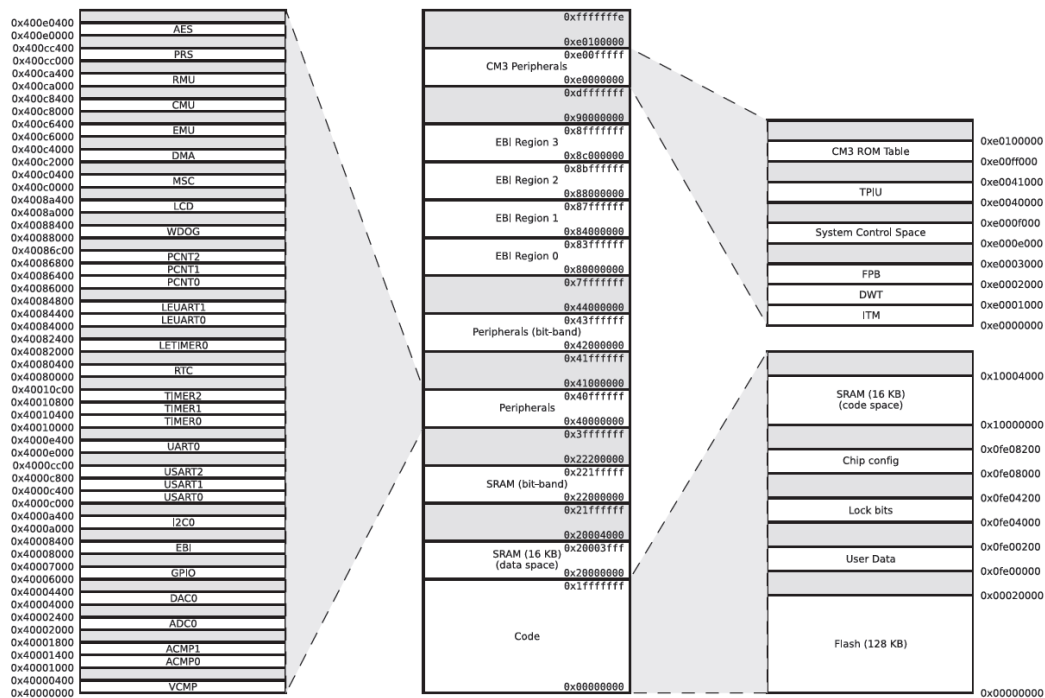 0x400e0400
AES
0x400e0000
0x400cc400
PRS
0x400cc000
0x400ca400
RMU
0x400ca000
0x400c8400
CMU
0x400c8000
0x400c6400
EMU
0x400c6000
0x400c4000
DMA
0x400c2000
0x400c0400
MSC
0x400c0000
0x4008a400
LCD
0x4008a000
0x40088400
WDOG
0x40088000
0x40086c00
PCNT2
0x40086800
PCNT1
0x40086400
PCNT0
0x40086000
0x40084800
LEUART1
0x40084400
LEUART0
0x40084000
0x40082400
LETIMER0
0x40082000
0x40080400
RTC
0x40080000
0x40010c00
TIMER2
0x40010800
TIMER1
0x40010400
TIMER0
0x40010000
0x4000e400
UART0
0x4000e000
0x4000cc00
USART2
0x4000c800
USART1
0x4000c400
USART0
0x4000c000
0x4000a400
I2C0
0x4000a000
0x40008400
EBI
0x40008000
0x40007000
GPIO
0x40006000
0x40004400
DAC0
0x40004000
0x40002400
ADC0
0x40002000
0x40001800
ACMP1
0x40001400
ACMP0
0x40001000
0x40000400
VCMP
0x40000000
0xfffffffe
0xe0100000
0xe00fffff
CM3 Peripherals
0xe0000000
0xdfffffff
0x90000000
0x8fffffff
EBI Region 3
0x8c000000
0x8bffffff
EBI Region 2
0x88000000
0x87ffffff
EBI Region 1
0x84000000
0x83ffffff
EBI Region 0
0x80000000
0x7fffffff
0x44000000
0x43ffffff
Peripherals (bit-band)
0x42000000
0x41ffffff
0x41000000
0x40ffffff
Peripherals
0x40000000
0x3fffffff
0x22200000
0x221fffff
SRAM (bit-band)
0x22000000
0x21ffffff
0x20004000
0x20003fff
SRAM (16 KB)
(data space)
0x20000000
0x1fffffff
Code
0x00000000
0xe0100000
CM3 ROM Table
0xe00ff000
0xe0041000
TPIU
0xe0040000
0xe000f000
System Control Space
0xe000e000
0xe0003000
FPB
0xe0002000
DWT
0xe0001000
ITM
0xe0000000
0x10004000
SRAM (16 KB)
(code space)
0x10000000
0x0fe08200
Chip config
0x0fe08000
0x0fe04200
Lock bits
0x0fe04000
0x0fe00200
User Data
0x0fe00000
0x00020000
Flash (128 KB)
0x00000000